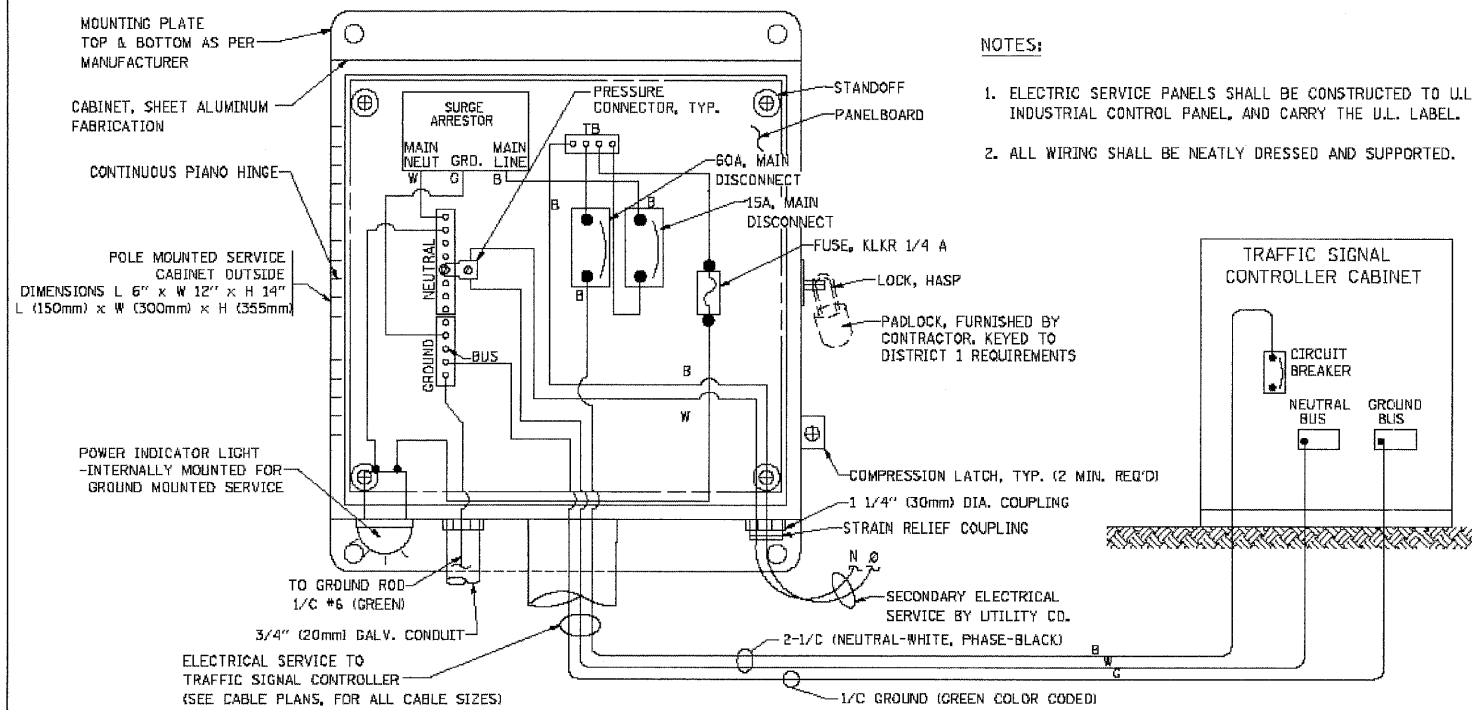 MOUNTING PLATE
TOP & BOTTOM AS PER
MANUFACTURER
CABINET, SHEET ALUMINUM
FABRICATION
CONTINUOUS PIANO HINGE
POLE MOUNTED SERVICE
CABINET OUTSIDE
DIMENSIONS L 6" x W 12" x H 14"
L (150mm) x W (300mm) x H (355mm)
POWER INDICATOR LIGHT
-INTERNALLY MOUNTED FOR
GROUND MOUNTED SERVICE
SURGE
ARRESTOR
MAIN
NEUT
GRD.
MAIN
LINE
W
G
B
PRESSURE
CONNECTOR, TYP.
TB
NEUTRAL
GROUND
BUS
B
B
B
B
W
STANDOFF
PANELBOARD
60A, MAIN
DISCONNECT
15A, MAIN
DISCONNECT
FUSE, KLKR 1/4 A
LOCK, HASP
PADLOCK, FURNISHED BY
CONTRACTOR. KEYED TO
DISTRICT 1 REQUIREMENTS
COMPRESSION LATCH, TYP. (2 MIN. REQ'D)
1 1/4" (30mm) DIA. COUPLING
STRAIN RELIEF COUPLING
N Ø
SECONDARY ELECTRICAL
SERVICE BY UTILITY CO.
TO GROUND ROD
1/C #6 (GREEN)
3/4" (20mm) GALV. CONDUIT
ELECTRICAL SERVICE TO
TRAFFIC SIGNAL CONTROLLER
(SEE CABLE PLANS, FOR ALL CABLE SIZES)
2-1/C (NEUTRAL-WHITE, PHASE-BLACK)
B
W
G
1/C GROUND (GREEN COLOR CODED)
NOTES:
1. ELECTRIC SERVICE PANELS SHALL BE CONSTRUCTED TO U.L
INDUSTRIAL CONTROL PANEL, AND CARRY THE U.L. LABEL.
2. ALL WIRING SHALL BE NEATLY DRESSED AND SUPPORTED.
TRAFFIC SIGNAL
CONTROLLER CABINET
CIRCUIT
BREAKER
NEUTRAL
BUS
GROUND
BUS